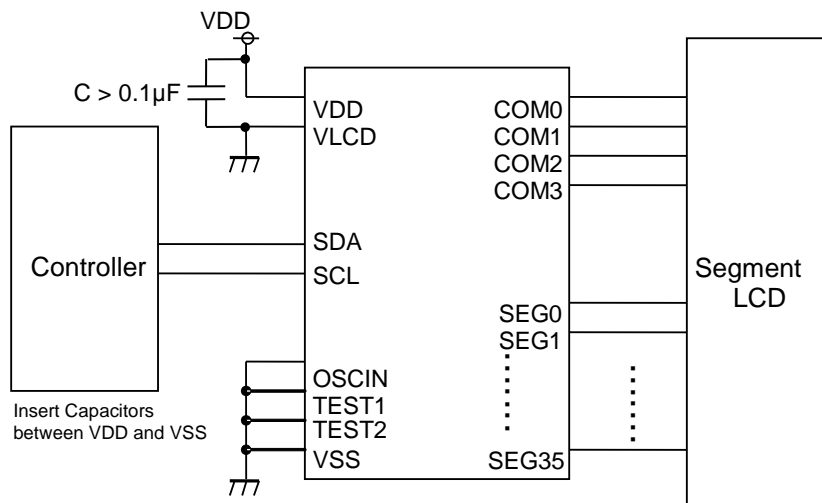 VDD
C > 0.1µF
VDD
VLCD
SDA
SCL
OSCIN
TEST1
TEST2
VSS
COM0
COM1
COM2
COM3
SEG0
SEG1
SEG35
Controller
Insert Capacitors
between VDD and VSS
Segment
LCD